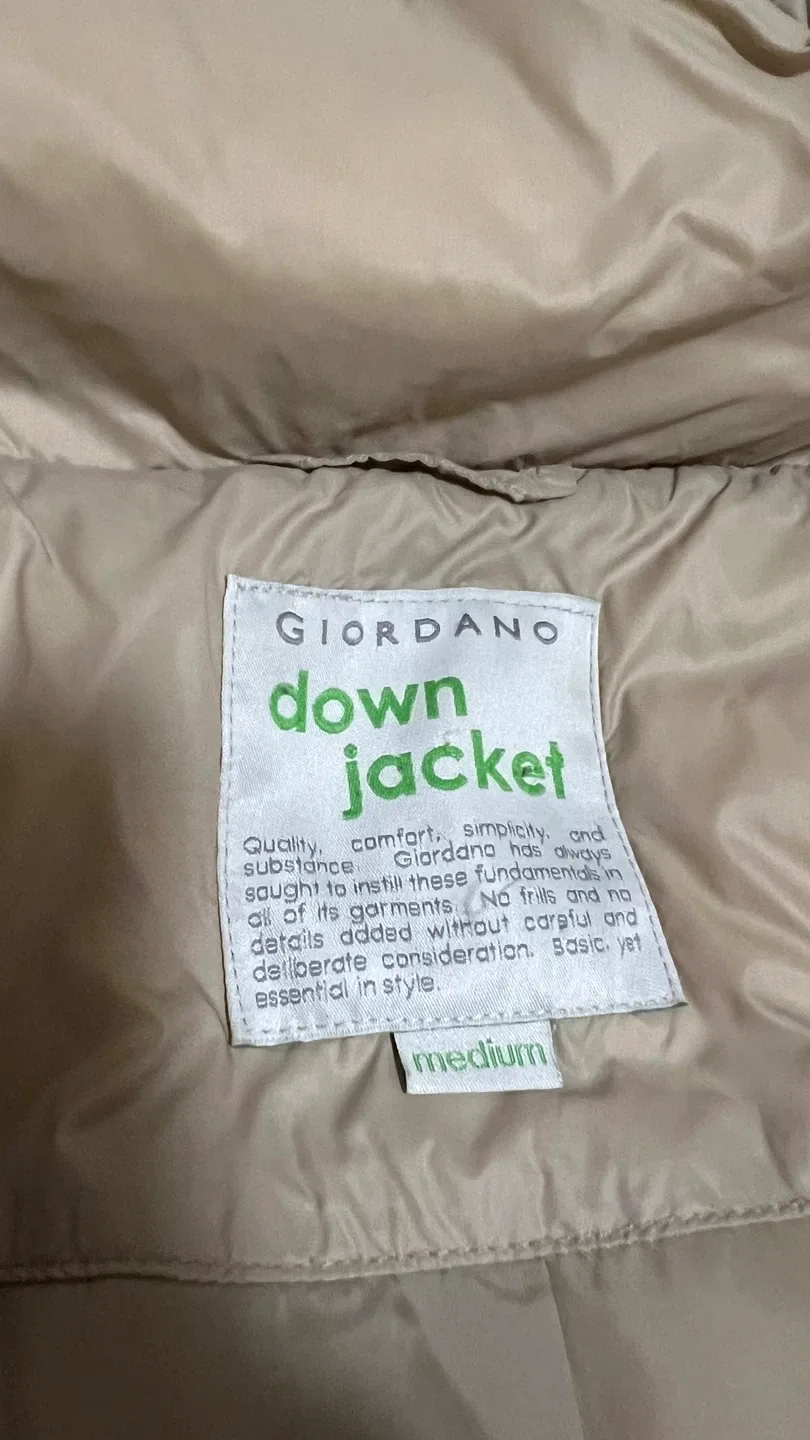 GIORDANO
down
jacket
Quality, comfort, simplicity, and
substance. Giordano has always
sought to instill these fundamentals in
all of its garments. No frills and no
details added without careful and
deliberate consideration. Basic, yet
essential in style.
medium